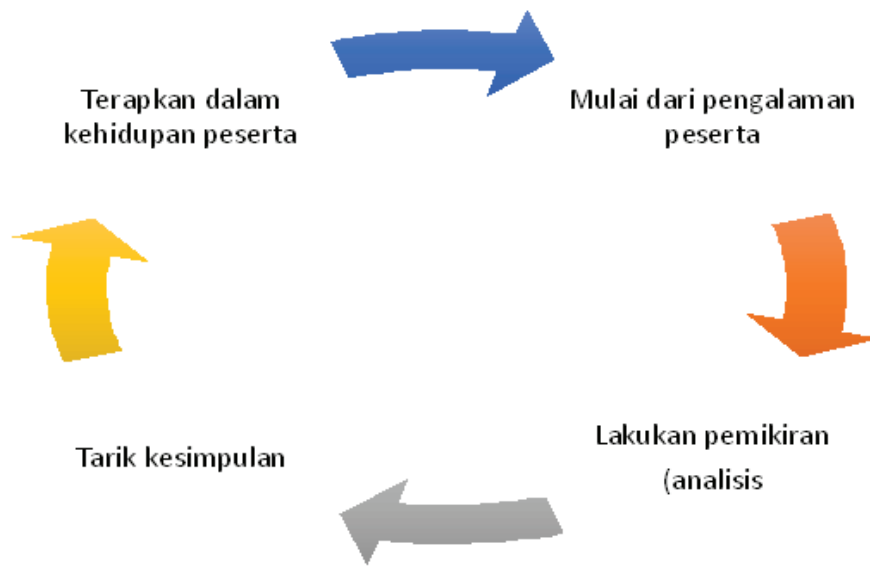 Terapkan dalam
kehidupan peserta
Mulai dari pengalaman
peserta
Lakukan pemikiran
(analisis
Tarik kesimpulan